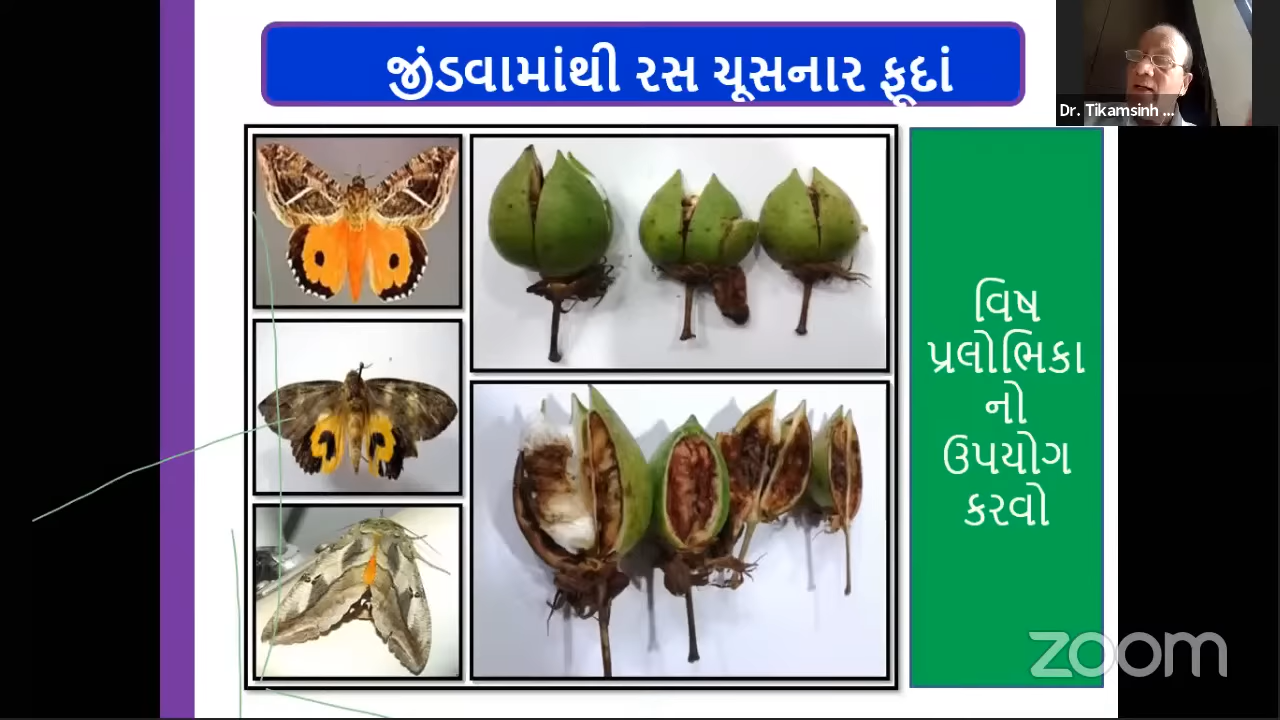 જીંડવામાંથી રસ ચૂસનાર ફૂદાં
Dr. Tikamsinh ...
વિષ
પ્રલોભિકા
નો
ઉપયોગ
કરવો
zoom